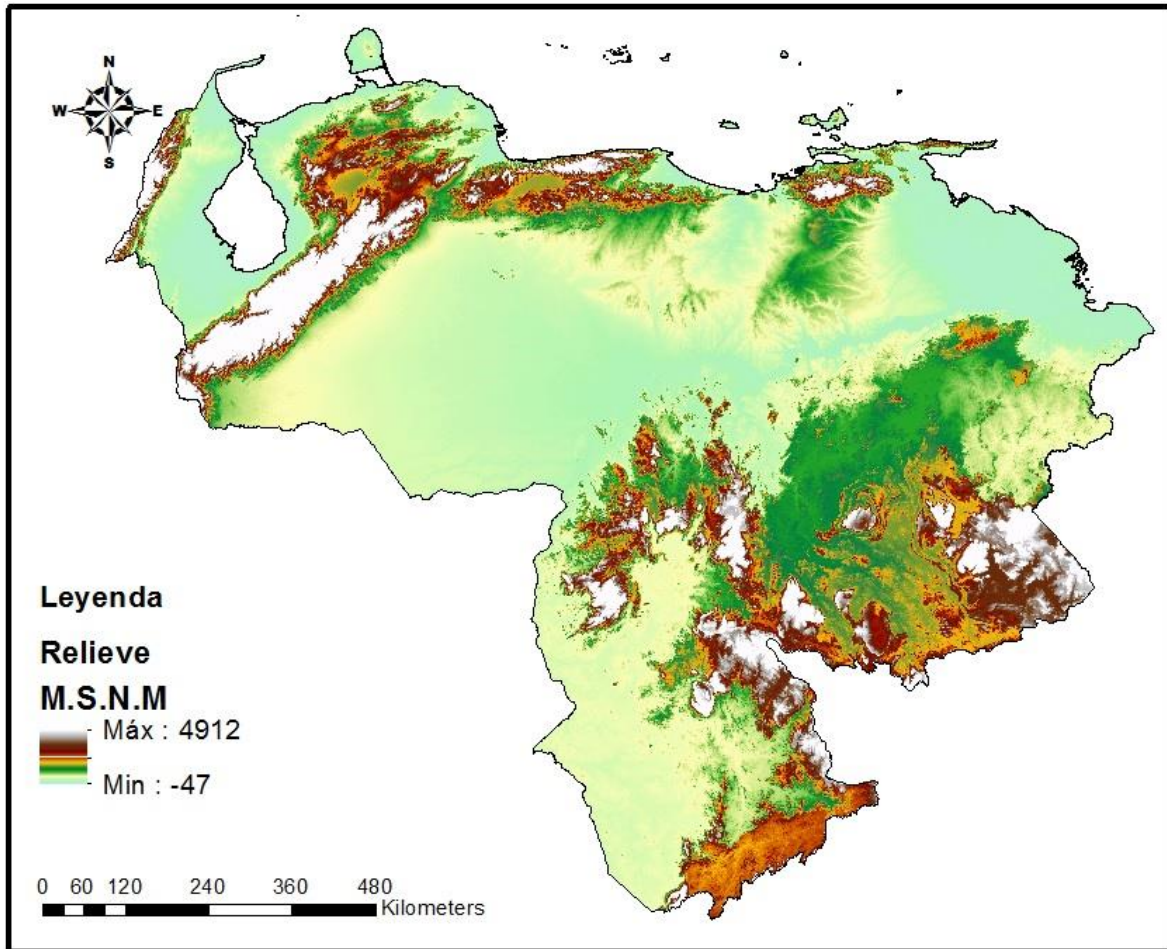 N
W E
S
Leyenda
Relieve
M.S.N.M
Máx : 4912
Min : -47
0 60 120 240 360 480
Kilometers